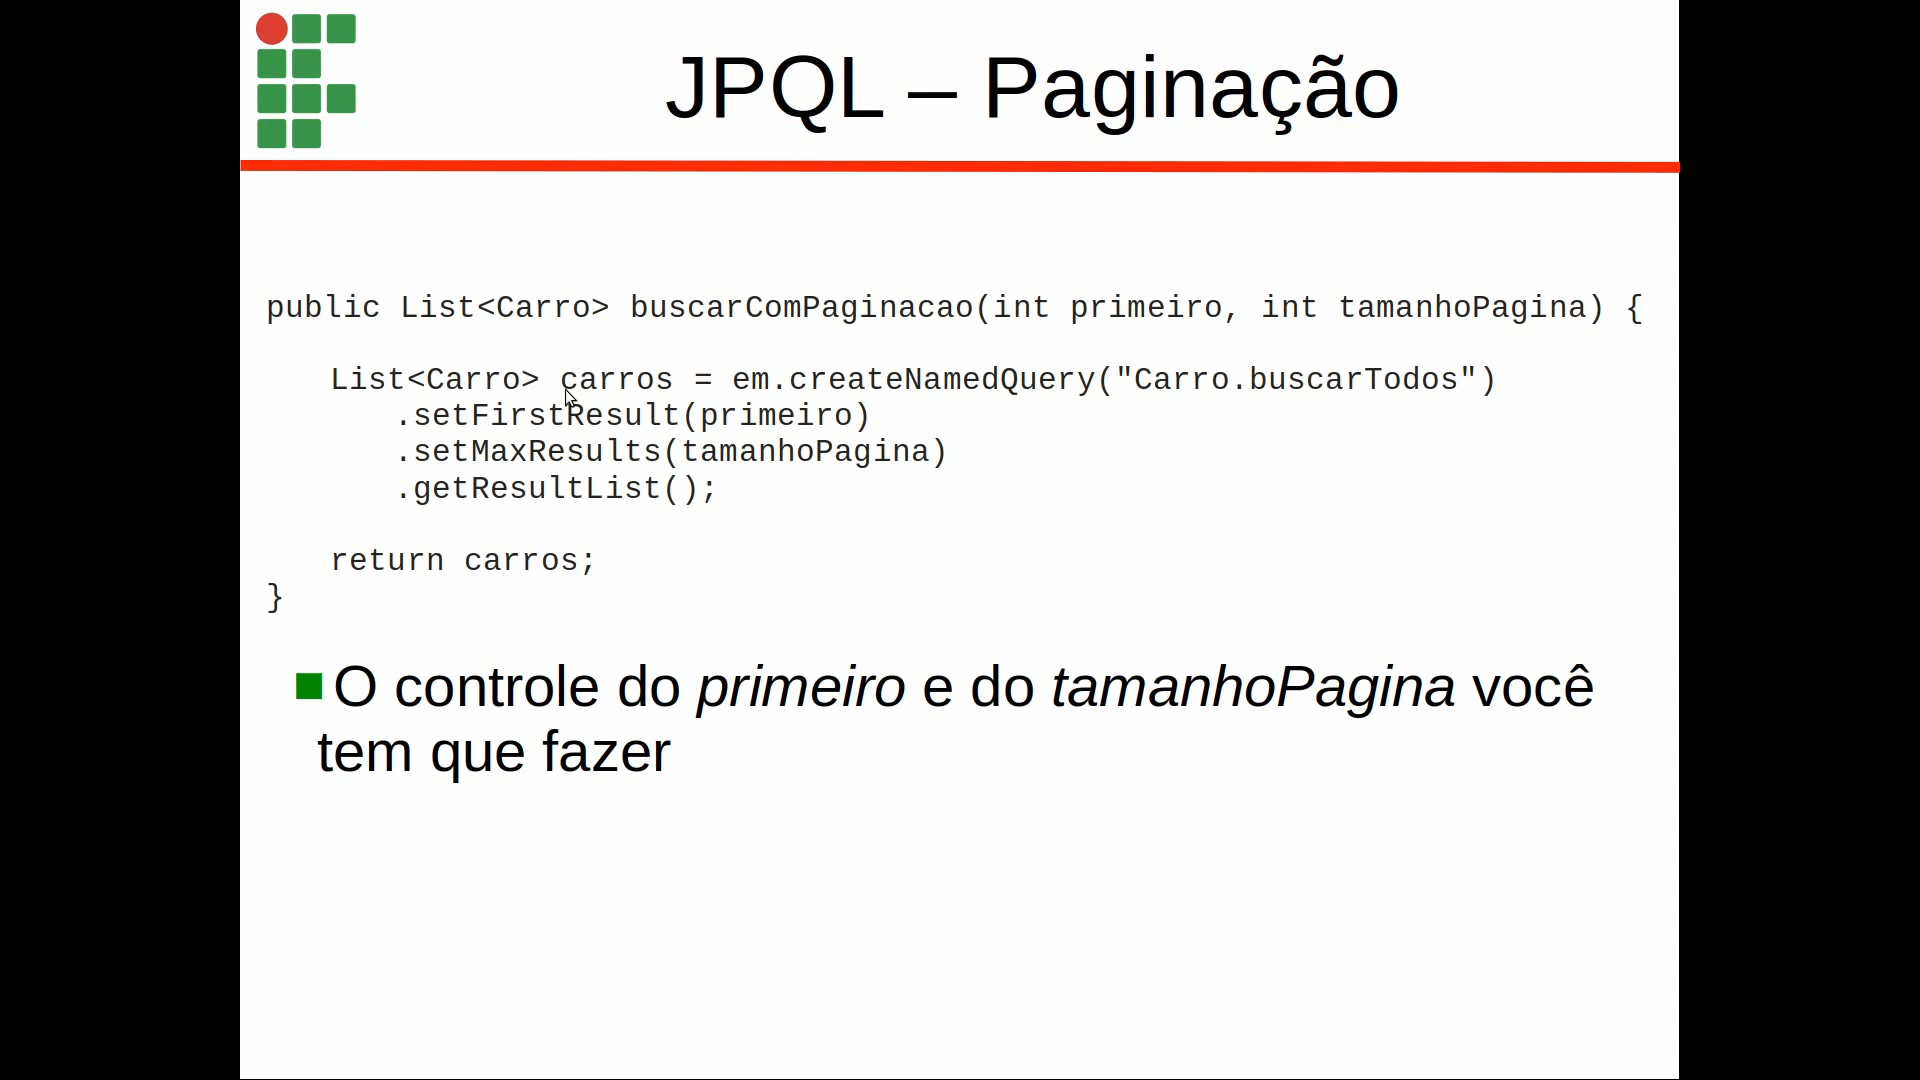 JPQL – Paginação
public List<Carro> buscarComPaginacao(int primeiro, int tamanhoPagina) {
List<Carro> carros = em.createNamedQuery("Carro.buscarTodos")
.setFirstResult(primeiro)
.setMaxResults(tamanhoPagina)
.getResultList();
return carros;
}
O controle do primeiro e do tamanhoPagina você
tem que fazer